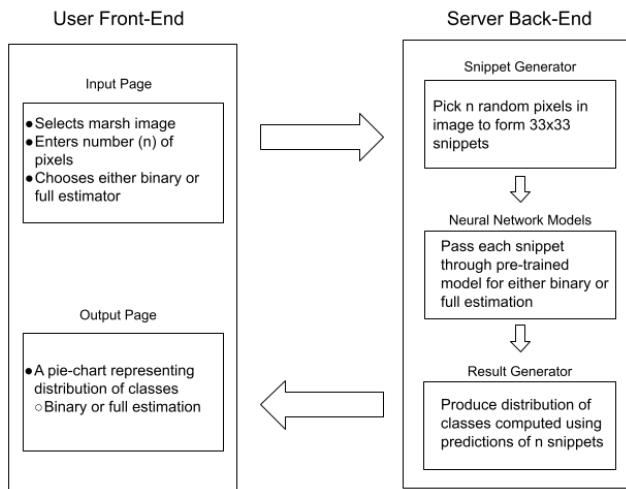 User Front-End
Input Page
●Selects marsh image
●Enters number (n) of
pixels
●Chooses either binary or
full estimator
Output Page
●A pie-chart representing
distribution of classes
○Binary or full estimation
Server Back-End
Snippet Generator
Pick n random pixels in
image to form 33x33
snippets
Neural Network Models
Pass each snippet
through pre-trained
model for either binary or
full estimation
Result Generator
Produce distribution of
classes computed using
predictions of n snippets